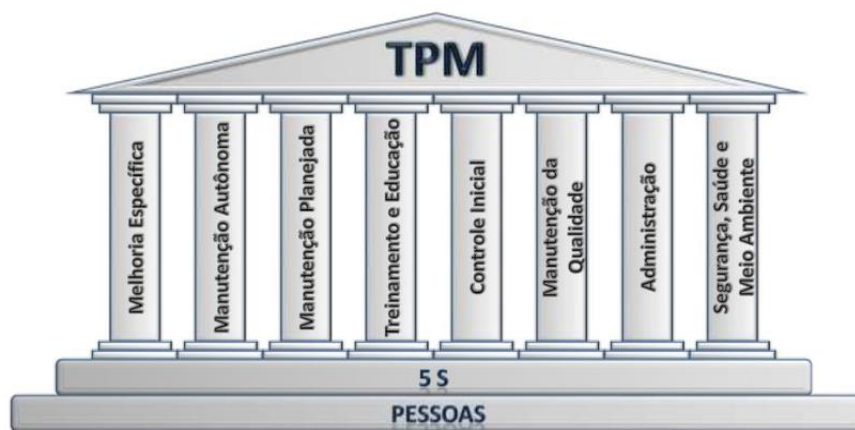 TPM
Melhoria Específica
Manutenção Autônoma
Manutenção Planejada
Treinamento e Educação
Controle Inicial
Manutenção da
Qualidade
Administração
Segurança, Saúde e
Meio Ambiente
5 S
PESSOAS